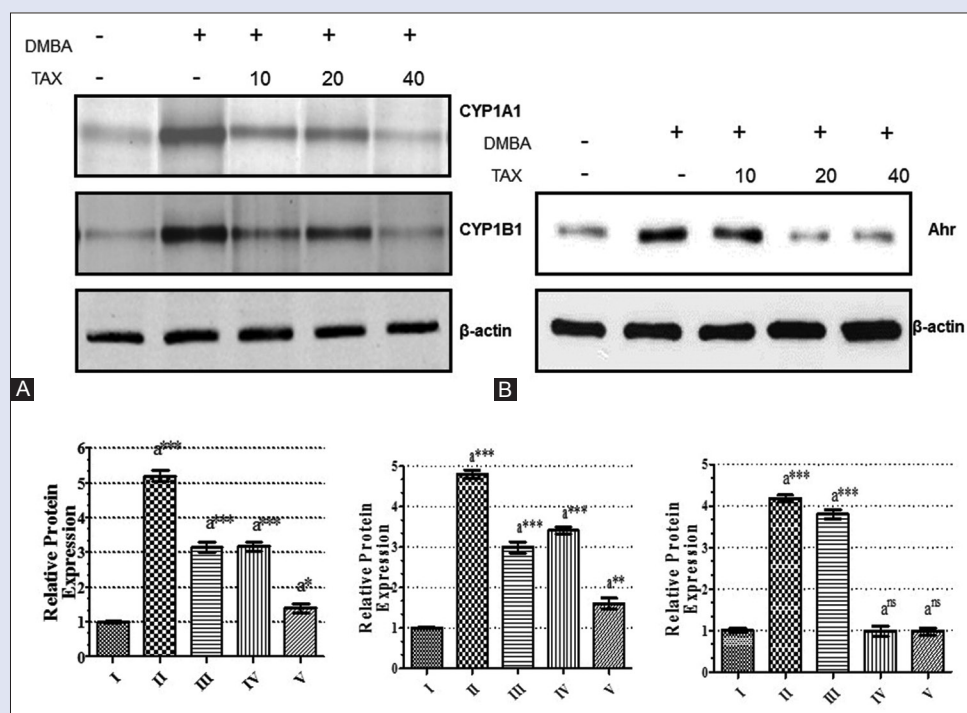 DMBA - + + + +
TAX - - 10 20 40
CYP1A1
CYP1B1
β-actin
A
DMBA - + + + +
TAX - - 10 20 40
Ahr
β-actin
B
Relative Protein
Expression
6
5
4
3
2
1
0
a***
a***
a***
a*
I II III IV V
Relative Protein
Expression
5
4
3
2
1
0
a***
a***
a***
a**
I II III IV V
Relative Protein
Expression
5
4
3
2
1
0
a***
a***
a^ns
a^ns
I II III IV V